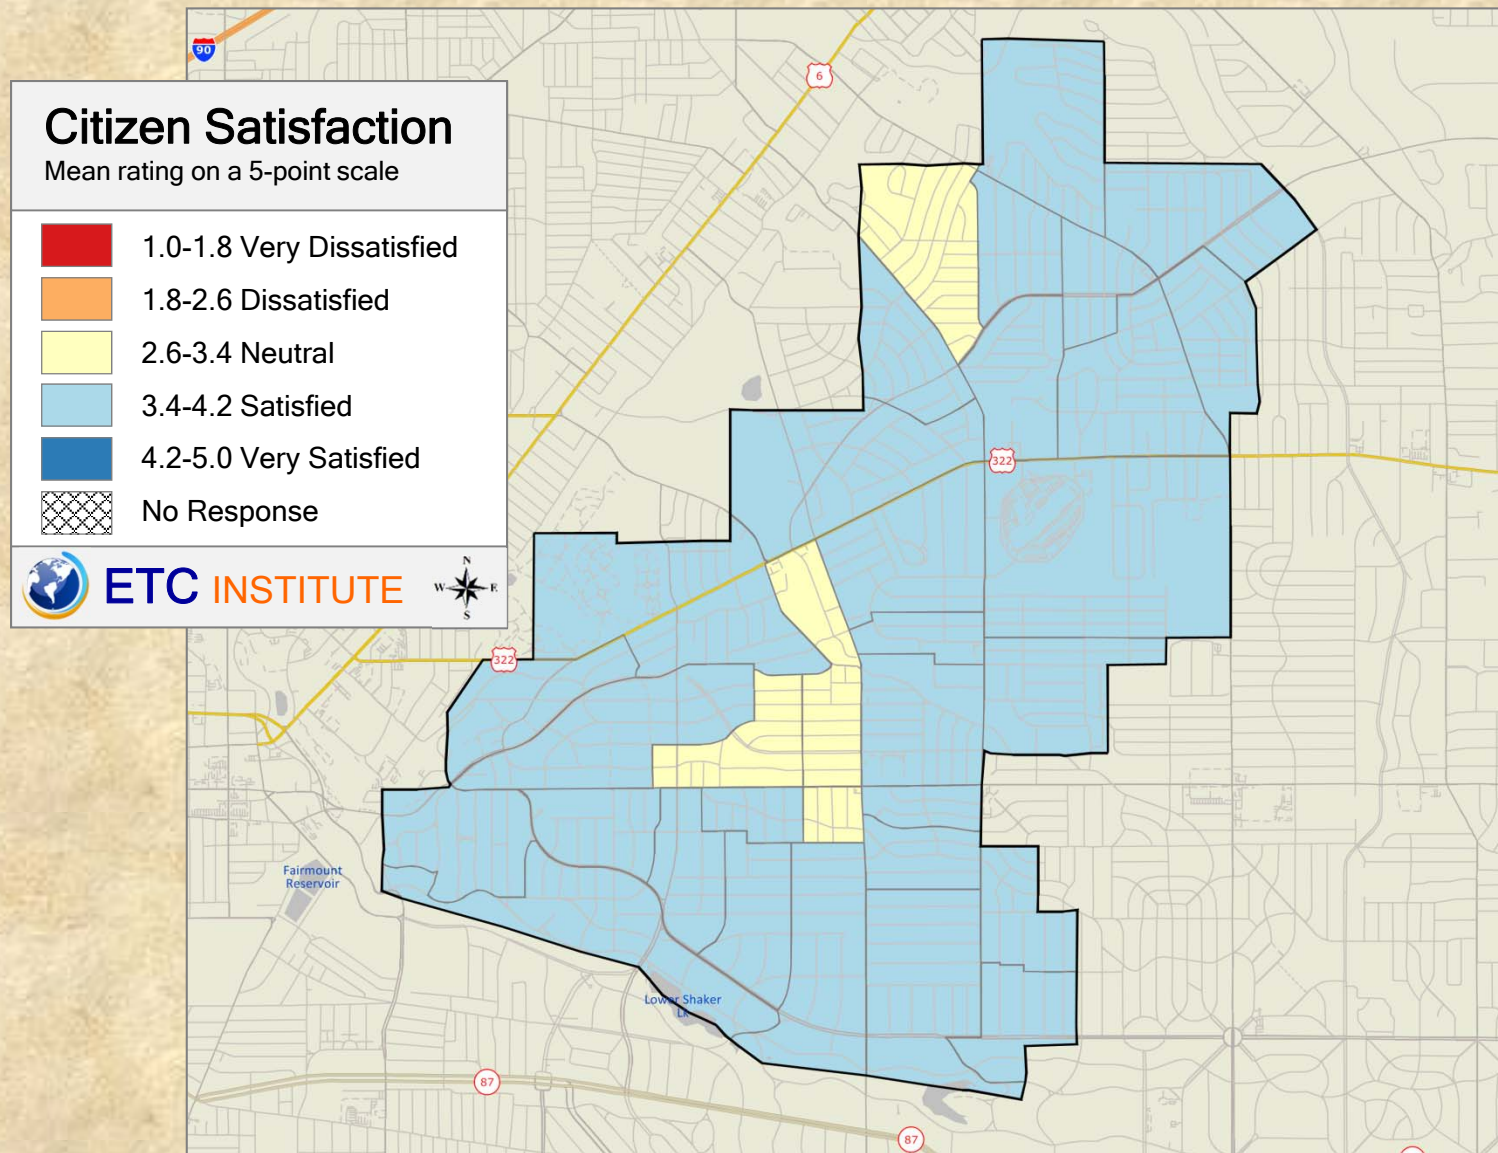 90
6
Citizen Satisfaction
Mean rating on a 5-point scale
1.0-1.8 Very Dissatisfied
1.8-2.6 Dissatisfied
2.6-3.4 Neutral
3.4-4.2 Satisfied
4.2-5.0 Very Satisfied
No Response
ETC INSTITUTE
N
W E
S
322
322
Fairmount
Reservoir
Lower Shaker
Lk
87
87